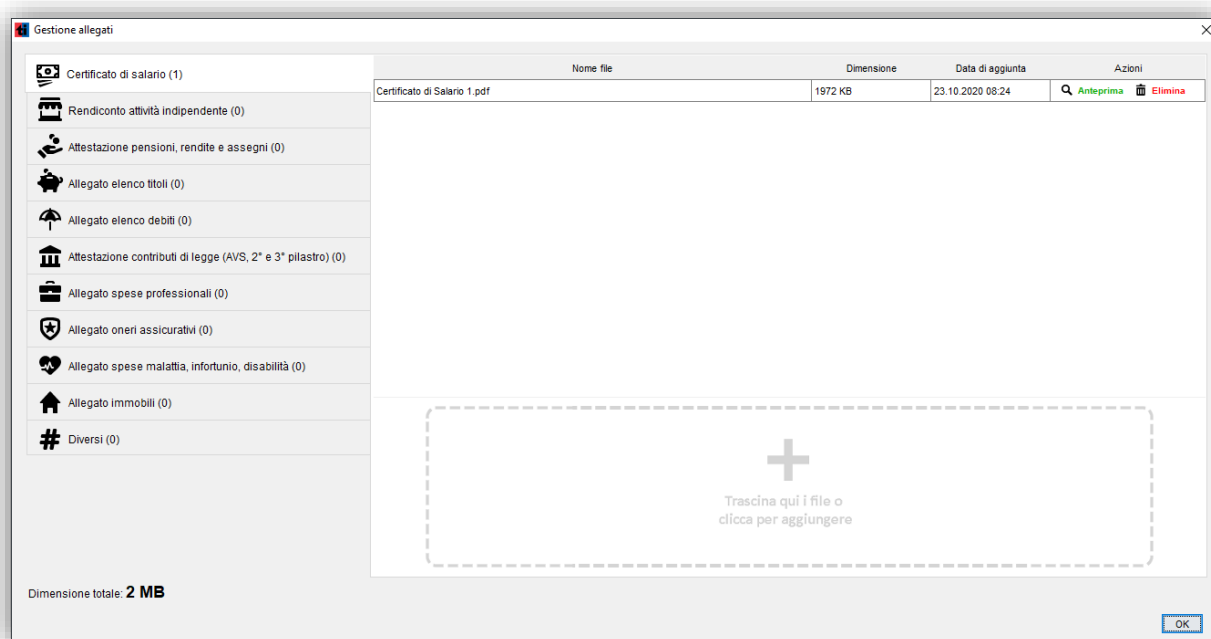 Gestione allegati
Certificato di salario (1)
Rendiconto attività indipendente (0)
Attestazione pensioni, rendite e assegni (0)
Allegato elenco titoli (0)
Allegato elenco debiti (0)
Attestazione contributi di legge (AVS, 2° e 3° pilastro) (0)
Allegato spese professionali (0)
Allegato oneri assicurativi (0)
Allegato spese malattia, infortunio, disabilità (0)
Allegato immobili (0)
Diversi (0)
Nome file Dimensione Data di aggiunta Azioni
Certificato di Salario 1.pdf 1972 KB 23.10.2020 08:24 Anteprima Elimina
Trascina qui i file o
clicca per aggiungere
Dimensione totale: 2 MB
OK